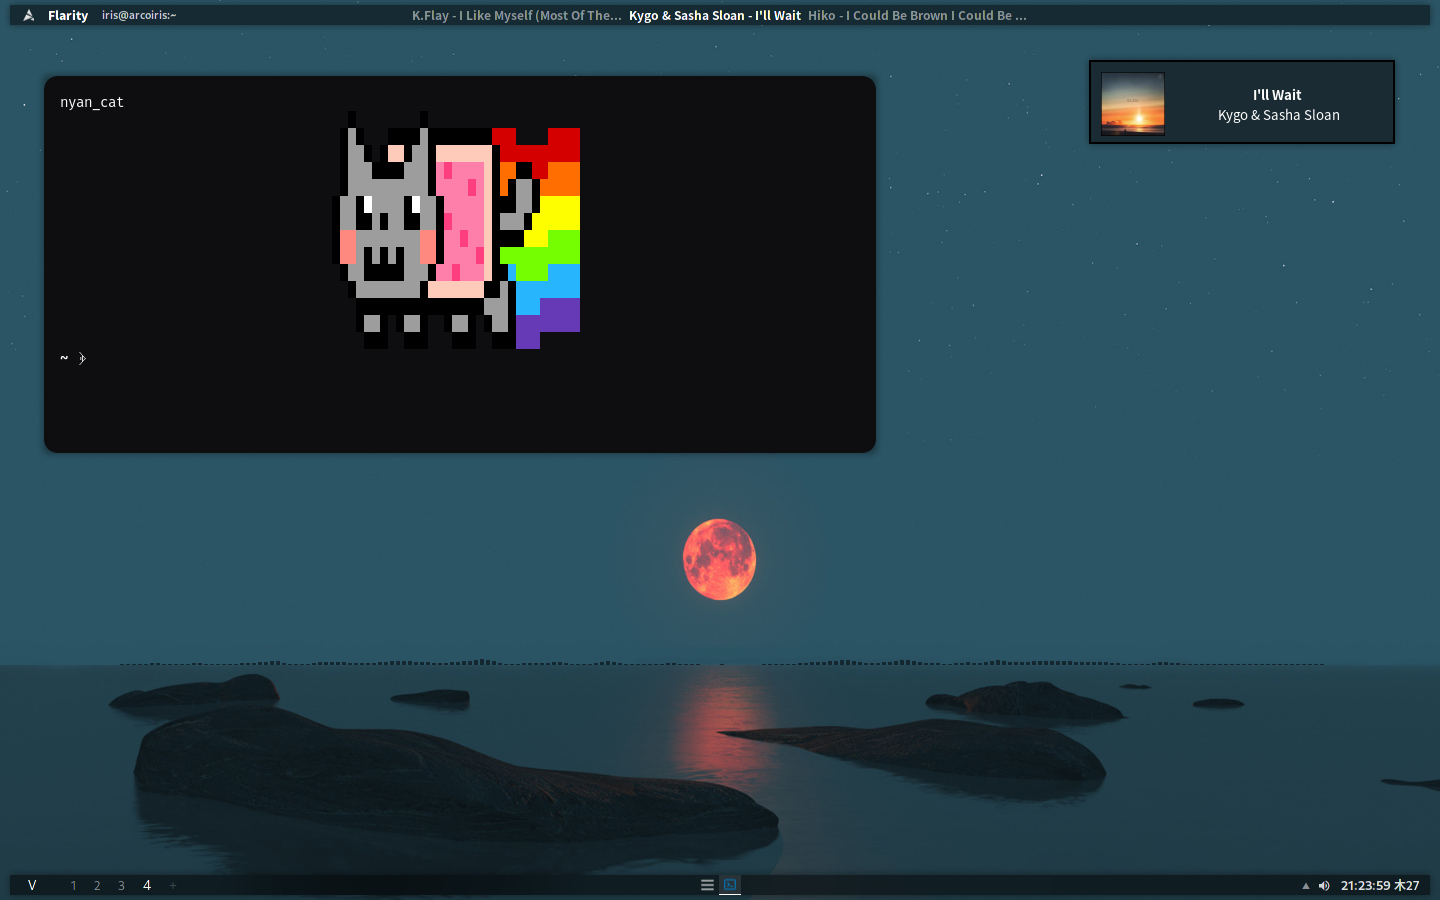 Flarity iris@arcoiris:~ K.Flay - I Like Myself (Most Of The... Kygo & Sasha Sloan - I'll Wait Hiko - I Could Be Brown I Could Be ...
nyan_cat
~
I'll Wait
Kygo & Sasha Sloan
V 1 2 3 4 + 21:23:59 木27